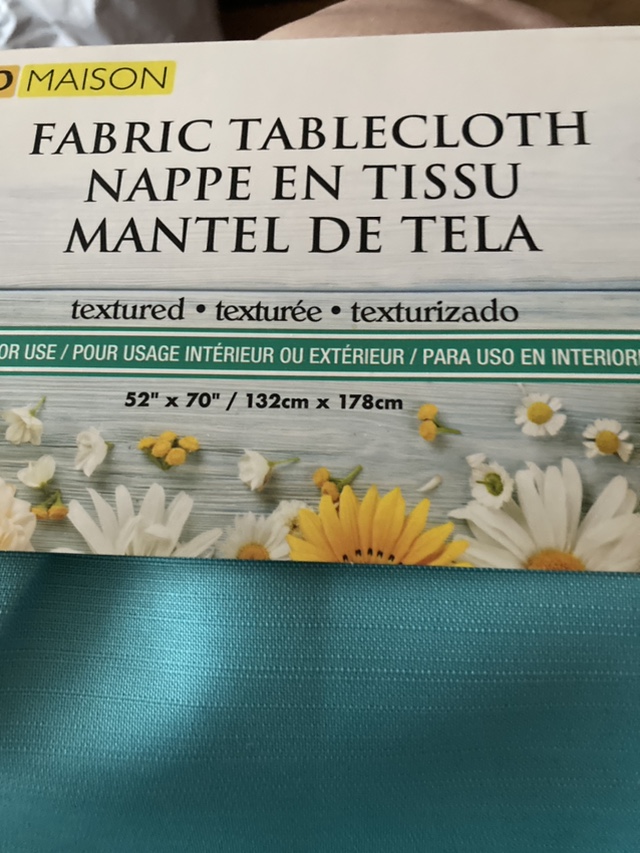 MAISON
FABRIC TABLECLOTH
NAPPE EN TISSU
MANTEL DE TELA
textured • texturée • texturizado
OR USE / POUR USAGE INTÉRIEUR OU EXTÉRIEUR / PARA USO EN INTERIOR
52" x 70" / 132cm x 178cm